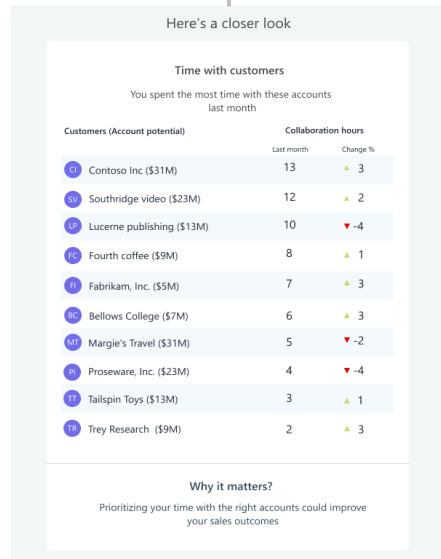 Here's a closer look
Time with customers
You spent the most time with these accounts
last month
Customers (Account potential) Collaboration hours
Last month Change %
CI Contoso Inc ($31M) 13 ▲ 3
SV Southridge video ($23M) 12 ▲ 2
LP Lucerne publishing ($13M) 10 ▼ -4
FC Fourth coffee ($9M) 8 ▲ 1
FI Fabrikam, Inc. ($5M) 7 ▲ 3
BC Bellows College ($7M) 6 ▲ 3
MT Margie's Travel ($31M) 5 ▼ -2
PI Proseware, Inc. ($23M) 4 ▼ -4
TT Tailspin Toys ($13M) 3 ▲ 1
TR Trey Research ($9M) 2 ▲ 3
Why it matters?
Prioritizing your time with the right accounts could improve
your sales outcomes